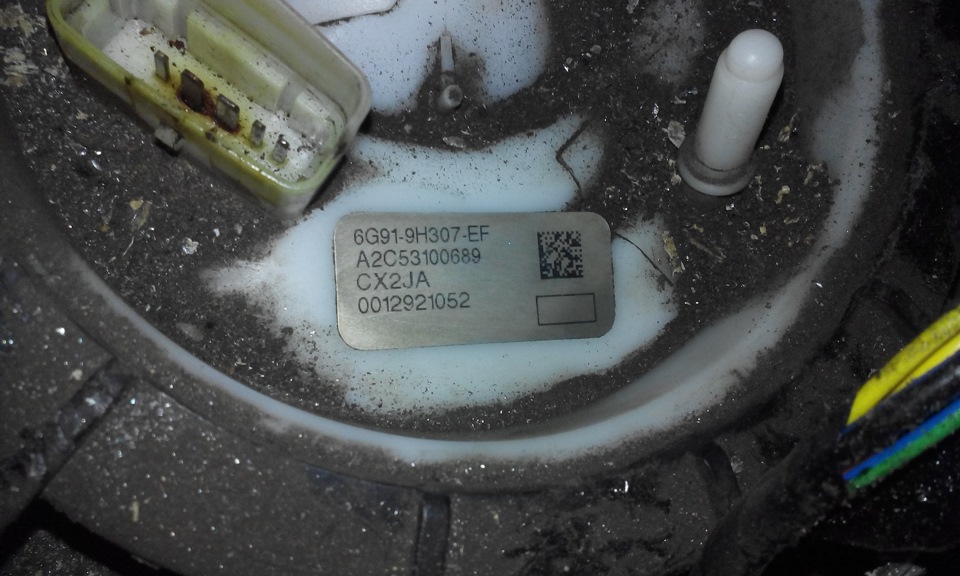 6G91-9H307-EF
A2C53100689
CX2JA
0012921052